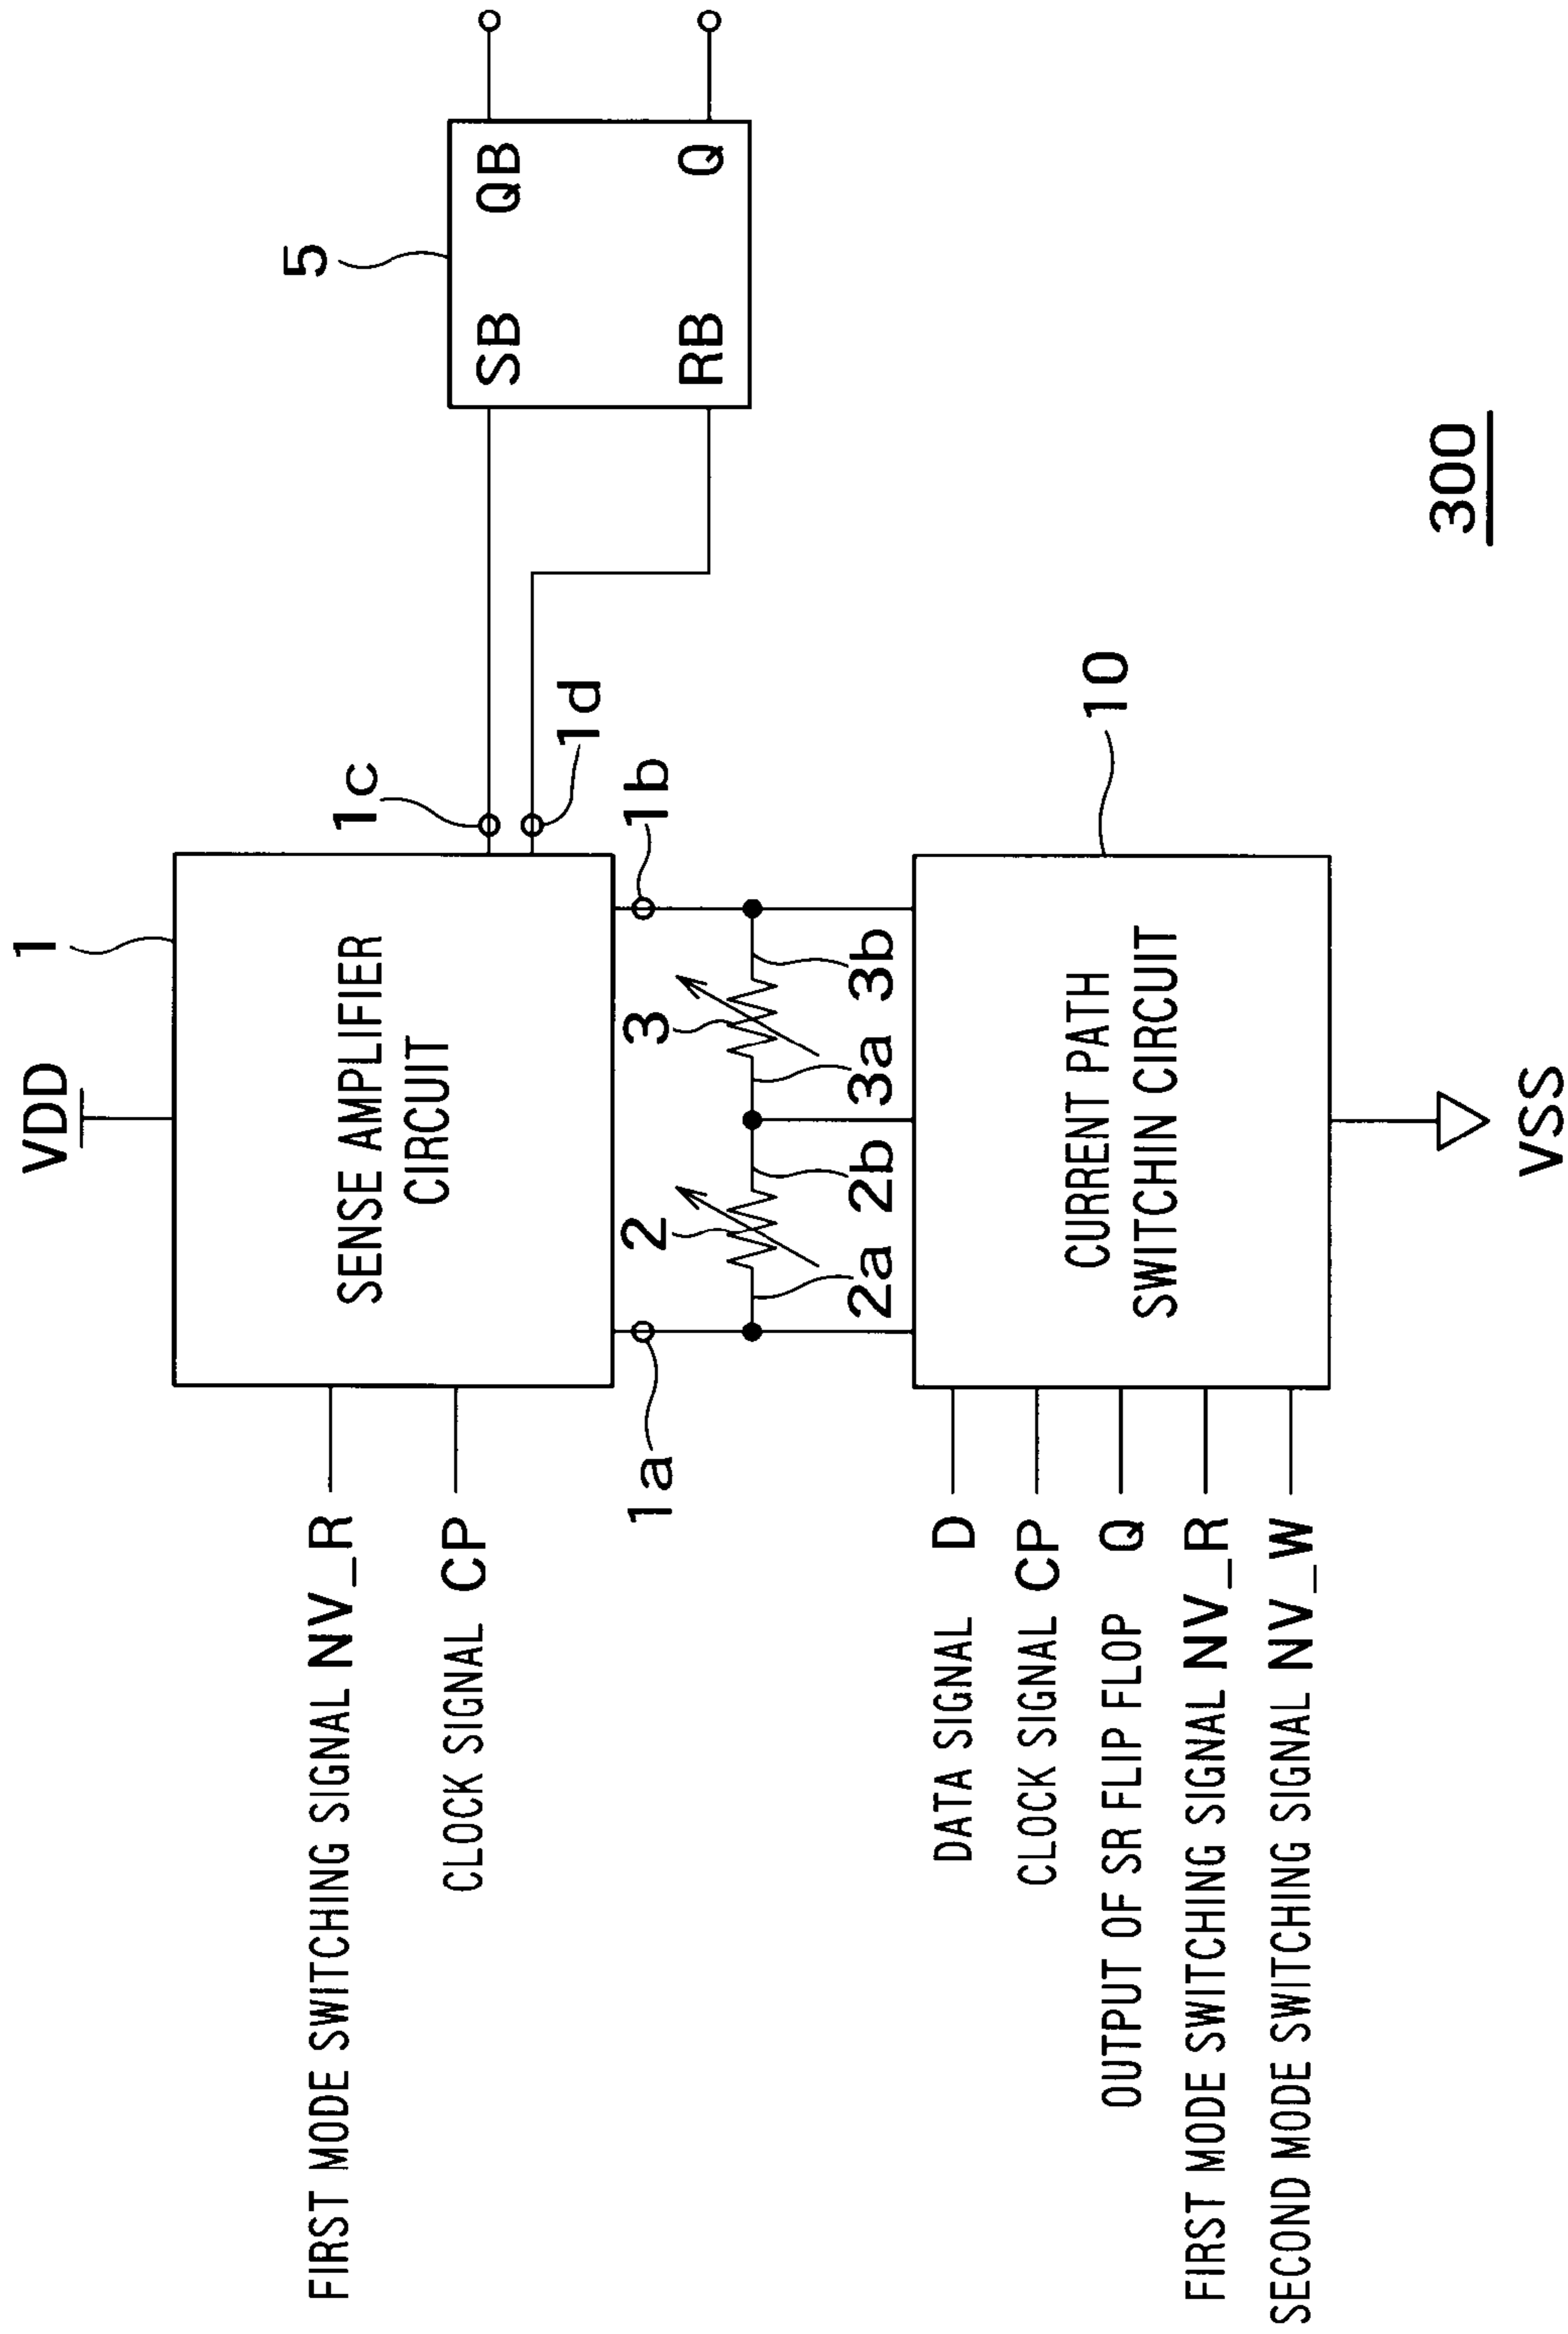 VDD
1
SENSE AMPLIFIER
CIRCUIT
FIRST MODE SWITCHING SIGNAL NV_R
CLOCK SIGNAL CP
1c
1d
5
SB QB
RB Q
1a
1b
2
3
2a 2b 3a 3b
10
CURRENT PATH
SWITCHIN CIRCUIT
DATA SIGNAL D
CLOCK SIGNAL CP
OUTPUT OF SR FLIP FLOP Q
FIRST MODE SWITCHING SIGNAL NV_R
SECOND MODE SWITCHING SIGNAL NV_W
VSS
300